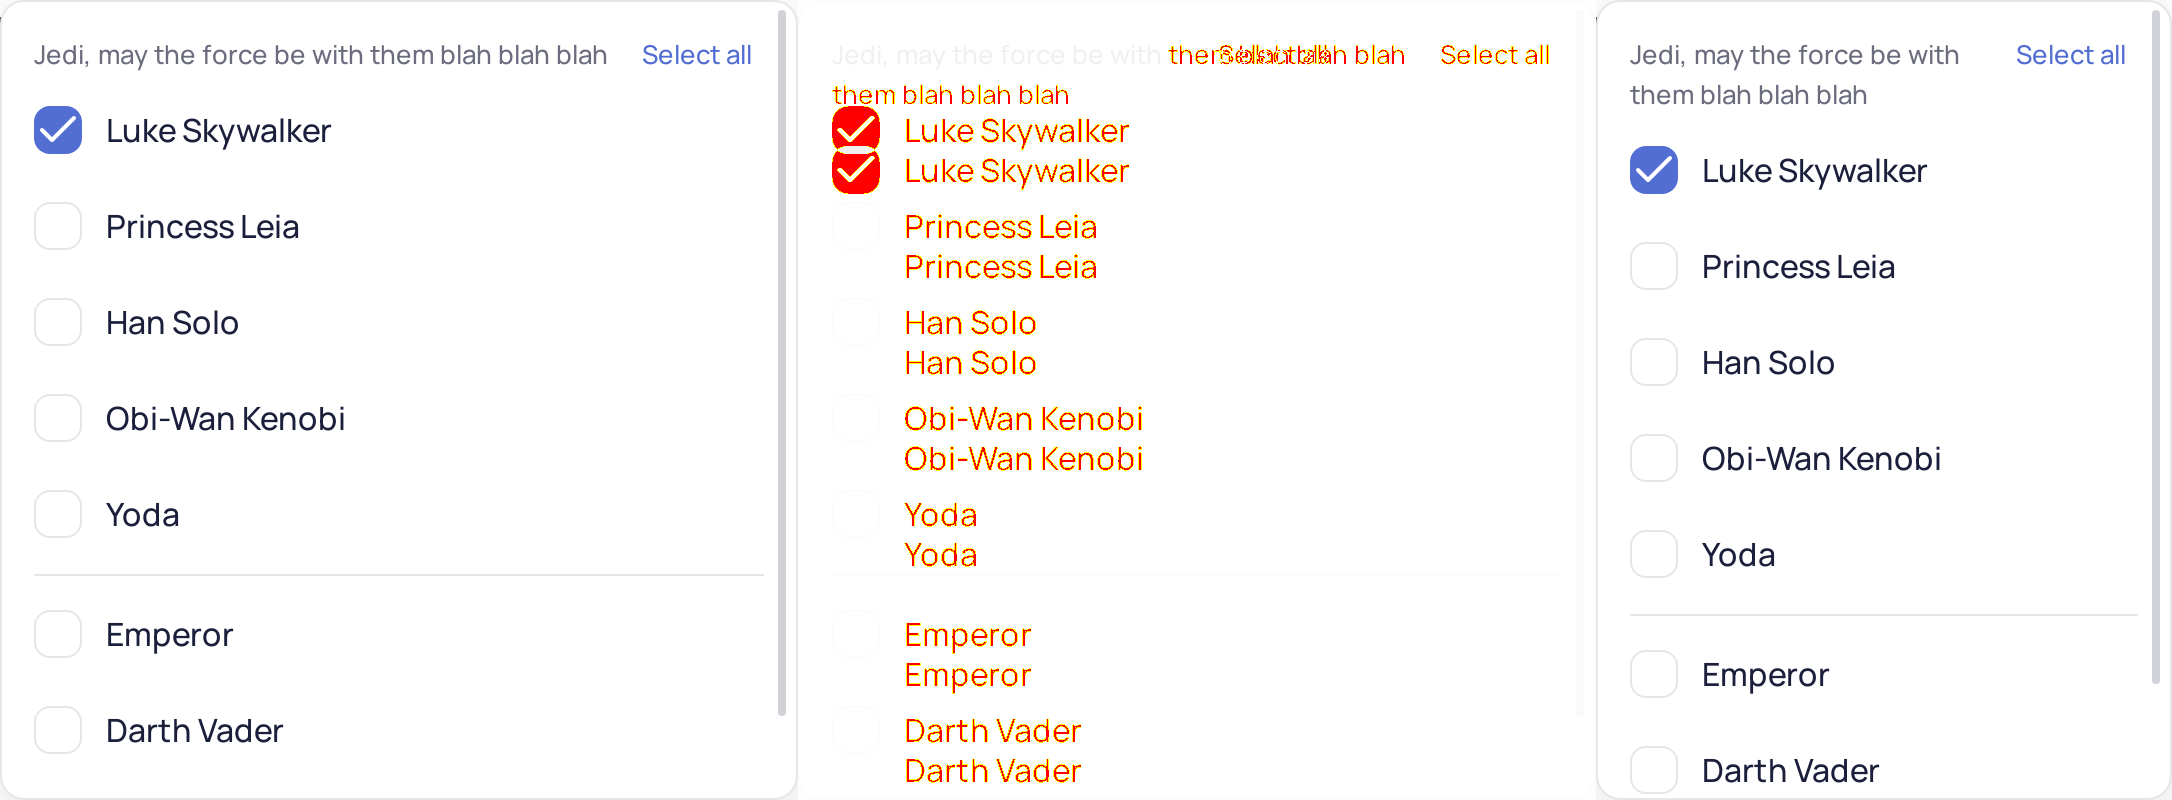 Jedi, may the force be with them blah blah blah Select all
Luke Skywalker
Princess Leia
Han Solo
Obi-Wan Kenobi
Yoda
Emperor
Darth Vader
Jedi, may the force be with
them blah blah blah
Select all
Luke Skywalker
Luke Skywalker
Princess Leia
Princess Leia
Han Solo
Han Solo
Obi-Wan Kenobi
Obi-Wan Kenobi
Yoda
Yoda
Emperor
Emperor
Darth Vader
Darth Vader
Jedi, may the force be with
them blah blah blah
Select all
Luke Skywalker
Princess Leia
Han Solo
Obi-Wan Kenobi
Yoda
Emperor
Darth Vader